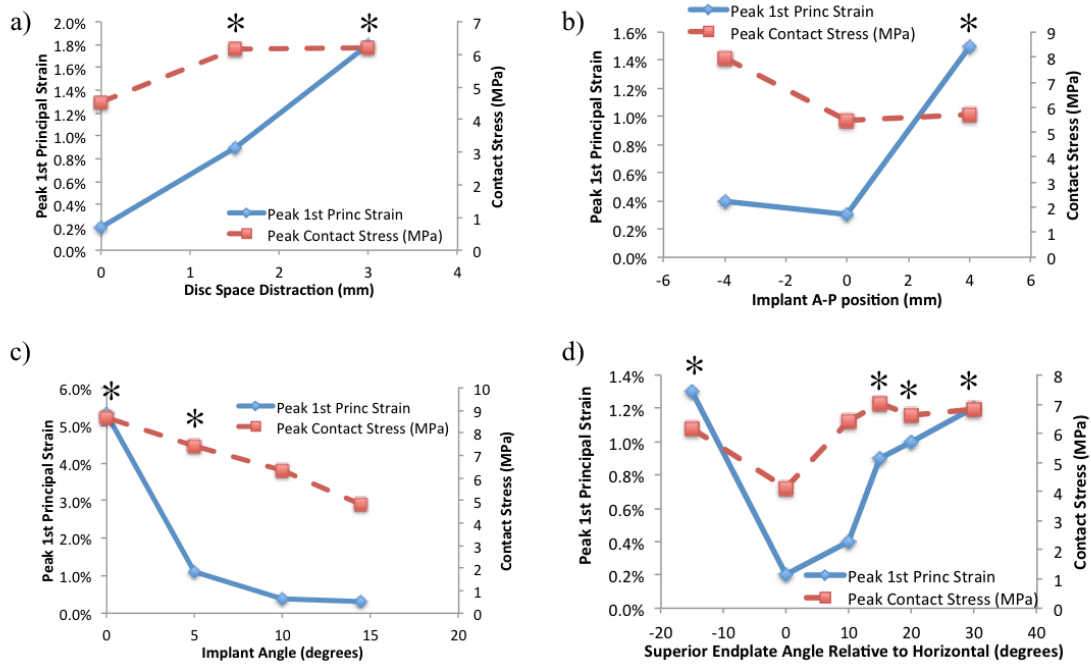 a)
2.0%
1.8%
1.6%
1.4%
1.2%
1.0%
0.8%
0.6%
0.4%
0.2%
0.0%
Peak 1st Principal Strain
* *
7
6
5
4
3
2
1
0
Contact Stress (MPa)
Peak 1st Princ Strain
Peak Contact Stress (MPa)
0 1 2 3 4
Disc Space Distraction (mm)
b)
Peak 1st Princ Strain
Peak Contact Stress (MPa)
*
1.6%
1.4%
1.2%
1.0%
0.8%
0.6%
0.4%
0.2%
0.0%
Peak 1st Principal Strain
9
8
7
6
5
4
3
2
1
0
Contact Stress (MPa)
-6 -4 -2 0 2 4 6
Implant A-P position (mm)
c)
6.0%
5.0%
4.0%
3.0%
2.0%
1.0%
0.0%
Peak 1st Principal Strain
* *
Peak 1st Princ Strain
Peak Contact Stress (MPa)
10
9
8
7
6
5
4
3
2
1
0
Contact Stress (MPa)
0 5 10 15 20
Implant Angle (degrees)
d)
1.4%
1.2%
1.0%
0.8%
0.6%
0.4%
0.2%
0.0%
Peak 1st Principal Strain
* * * *
8
7
6
5
4
3
2
1
0
Contact Stress (MPa)
Peak 1st Princ Strain
Peak Contact Stress (MPa)
-20 -10 0 10 20 30 40
Superior Endplate Angle Relative to Horizontal (degrees)